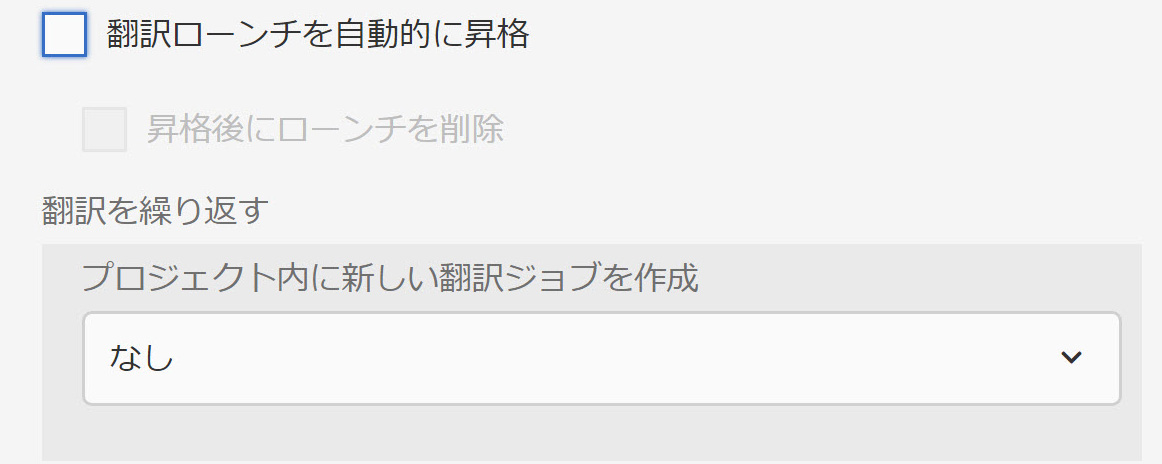 翻訳ローンチを自動的に昇格
昇格後にローンチを削除
翻訳を繰り返す
プロジェクト内に新しい翻訳ジョブを作成
なし